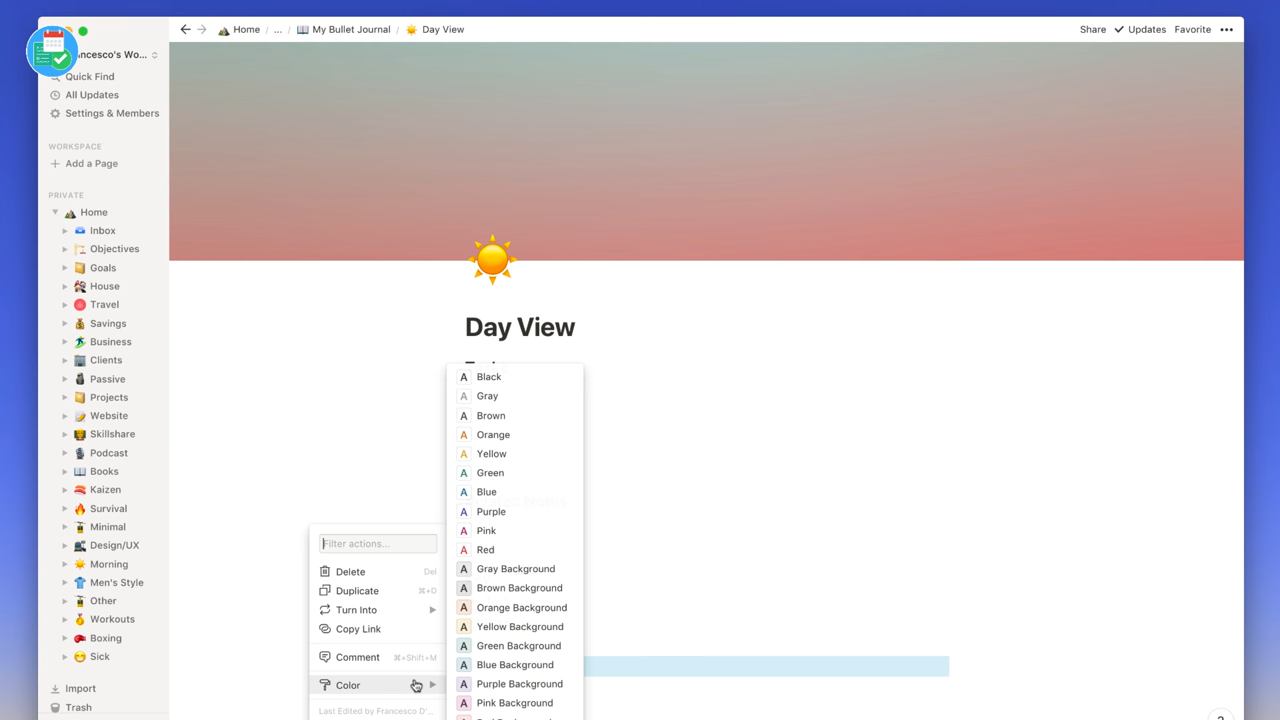 Home / ... / My Bullet Journal / Day View
Share Updates Favorite
Francesco's Wo...
Quick Find
All Updates
Settings & Members
WORKSPACE
Add a Page
PRIVATE
Home
Inbox
Objectives
Goals
House
Travel
Savings
Business
Clients
Passive
Projects
Website
Skillshare
Podcast
Books
Kaizen
Survival
Minimal
Design/UX
Morning
Men's Style
Other
Workouts
Boxing
Sick
Import
Trash
Day View
A Black
A Gray
A Brown
A Orange
A Yellow
A Green
A Blue
A Purple
A Pink
A Red
A Gray Background
A Brown Background
A Orange Background
A Yellow Background
A Green Background
A Blue Background
A Purple Background
A Pink Background
Filter actions...
Delete Del
Duplicate ⌘+D
Turn Into
Copy Link
Comment ⌘+Shift+M
Color
Last Edited by Francesco D'...
?